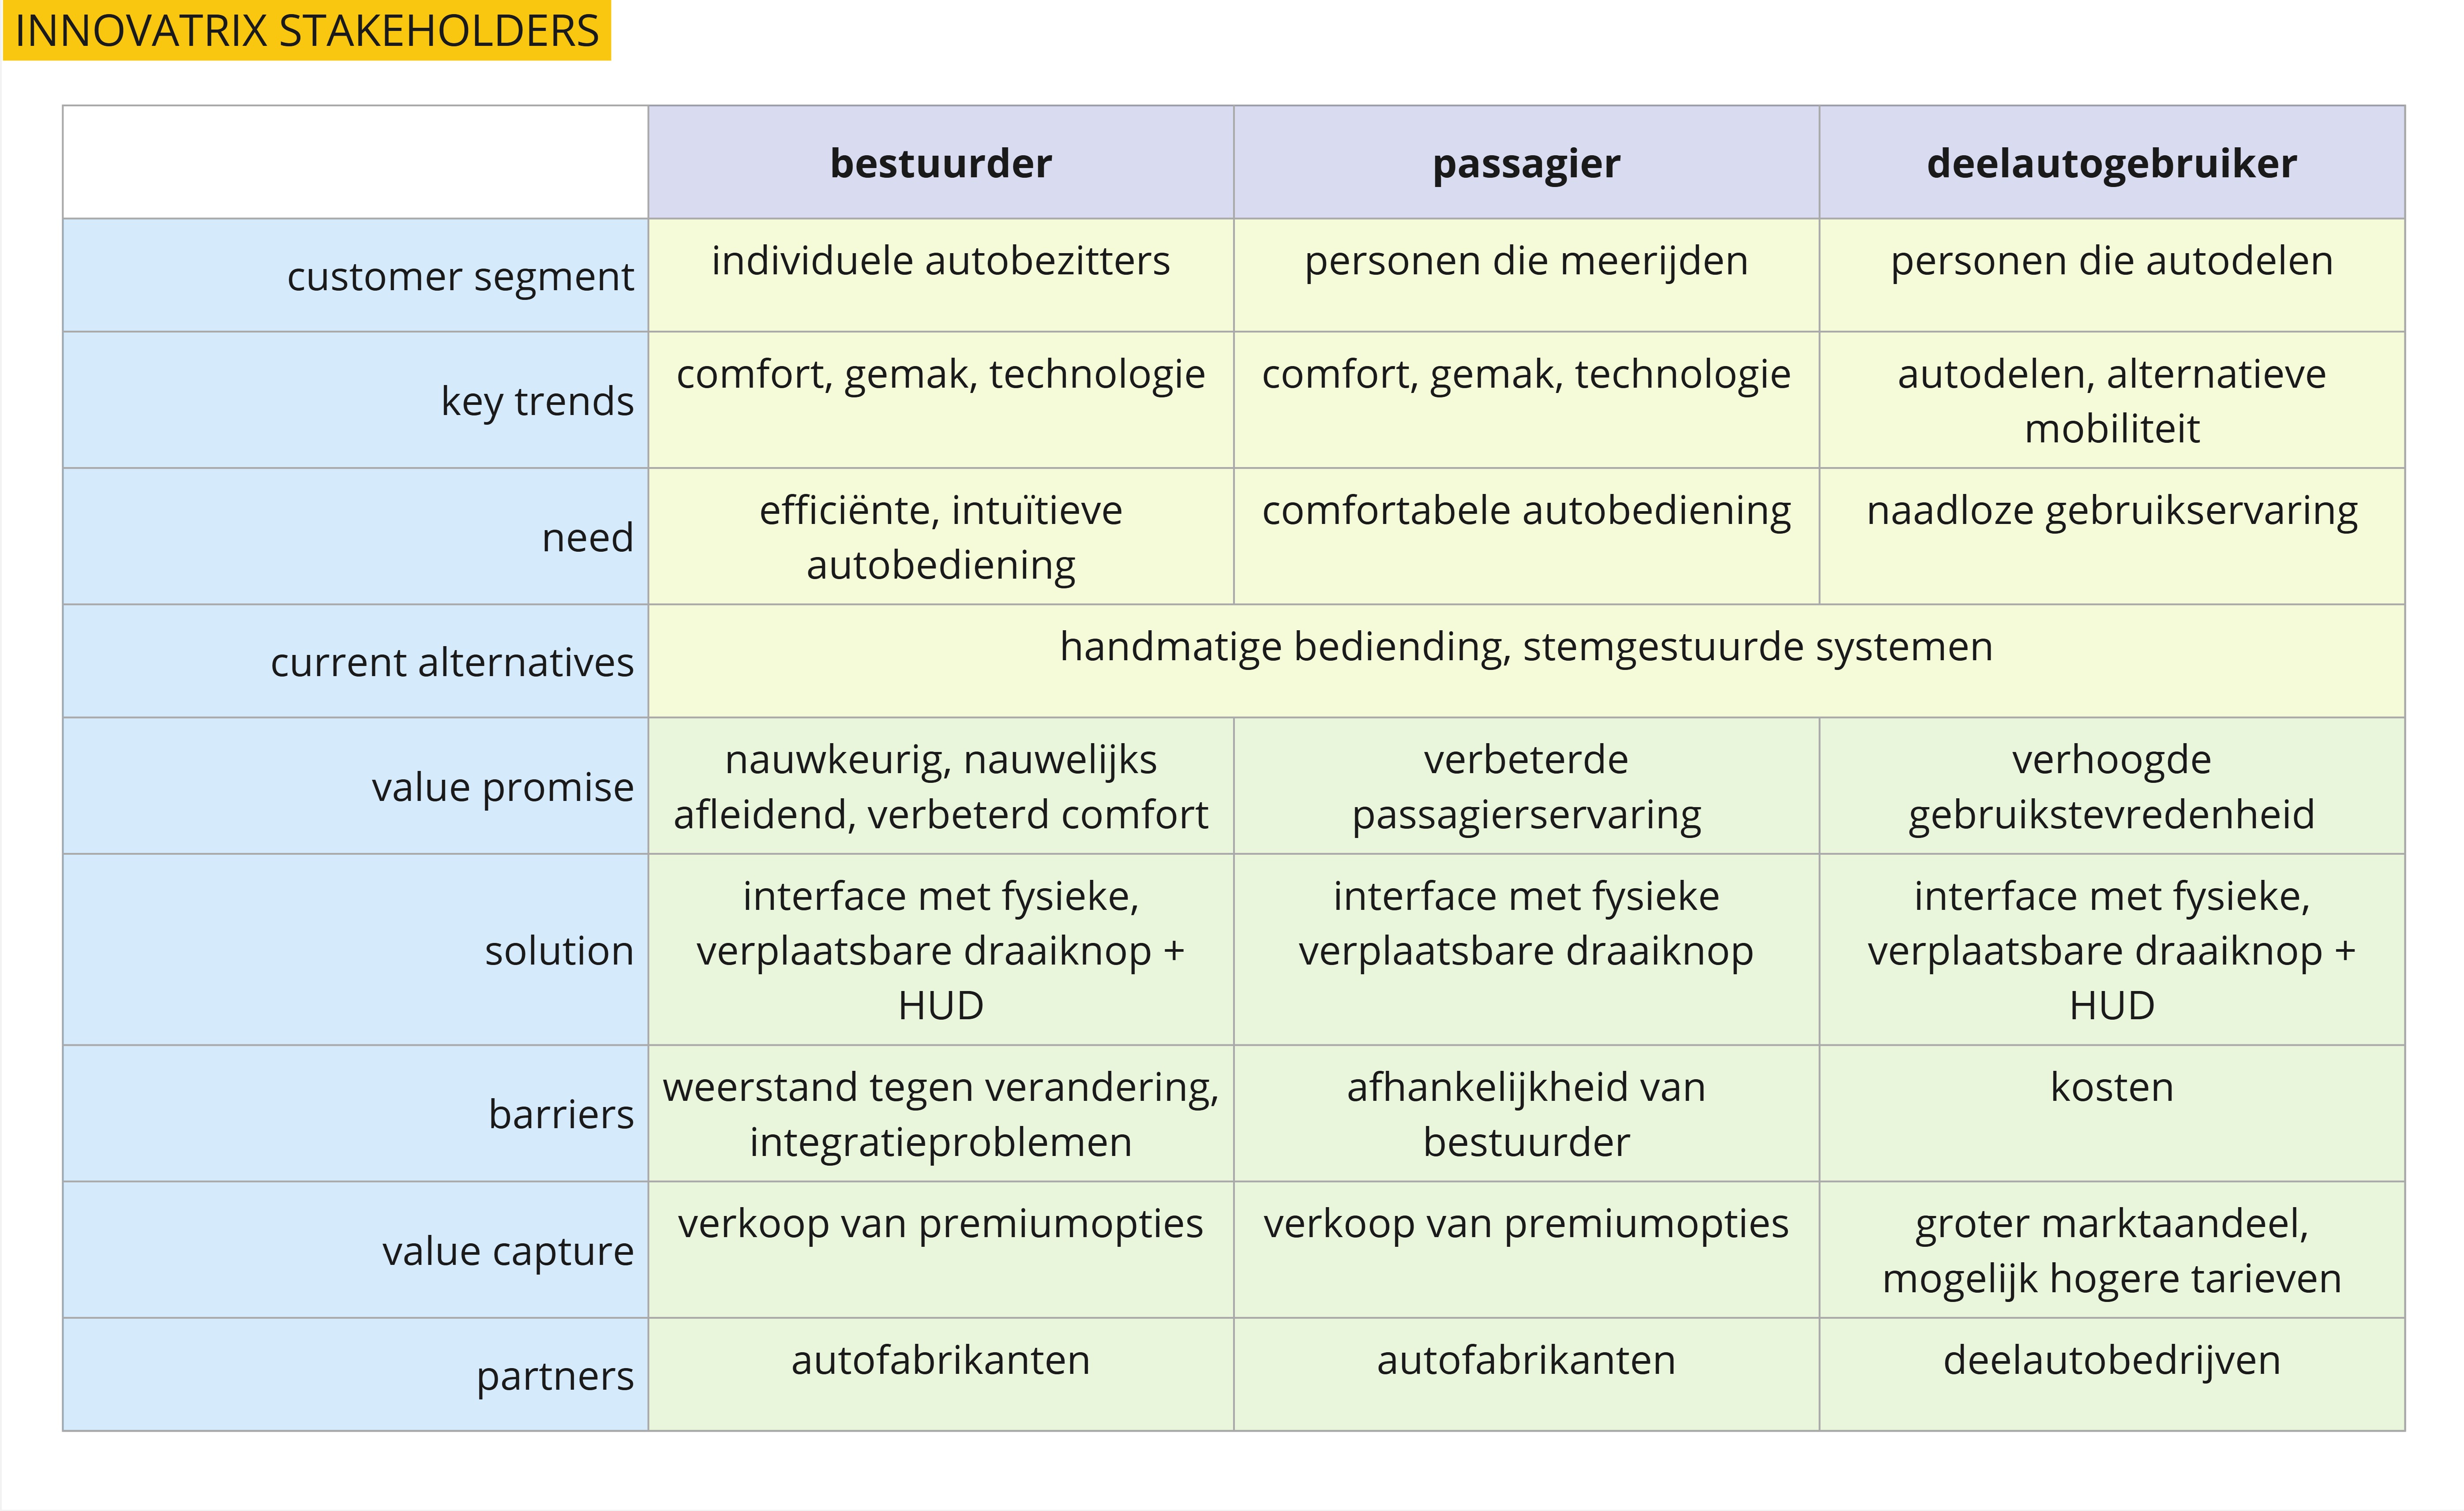 INNOVATRIX STAKEHOLDERS
bestuurder
passagier
deelautogebruiker
customer segment
individuele autobezitters
personen die meerijden
personen die autodelen
key trends
comfort, gemak, technologie
comfort, gemak, technologie
autodelen, alternatieve
mobiliteit
need
efficiënte, intuïtieve
autobediening
comfortabele autobediening
naadloze gebruikservaring
current alternatives
handmatige bediending, stemgestuurde systemen
value promise
nauwkeurig, nauwelijks
afleidend, verbeterd comfort
verbeterde
passagierservaring
verhoogde
gebruikstevredenheid
solution
interface met fysieke,
verplaatsbare draaiknop +
HUD
interface met fysieke
verplaatsbare draaiknop
interface met fysieke,
verplaatsbare draaiknop +
HUD
barriers
weerstand tegen verandering,
integratieproblemen
afhankelijkheid van
bestuurder
kosten
value capture
verkoop van premiumopties
verkoop van premiumopties
groter marktaandeel,
mogelijk hogere tarieven
partners
autofabrikanten
autofabrikanten
deelautobedrijven